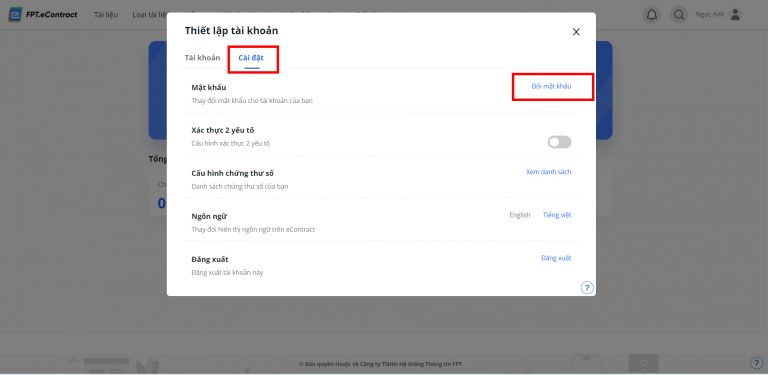 FPT.eContract
Tài liệu
Loại tài liệ
Ngọc Anh
Thiết lập tài khoản
X
Tài khoản
Cài đặt
Mật khẩu
Đổi mật khẩu
Thay đổi mật khẩu cho tài khoản của bạn
Xác thực 2 yếu tố
Cấu hình xác thực 2 yếu tố
Cấu hình chứng thư số
Xem danh sách
Danh sách chứng thư số của bạn
Ngôn ngữ
English
Tiếng việt
Thay đổi hiển thị ngôn ngữ trên eContract
Đăng xuất
Đăng xuất
Đăng xuất tài khoản này
?
Tổng
Ch
0
© Bản quyền thuộc về Công ty TNHH Hệ thống Thông tin FPT
?